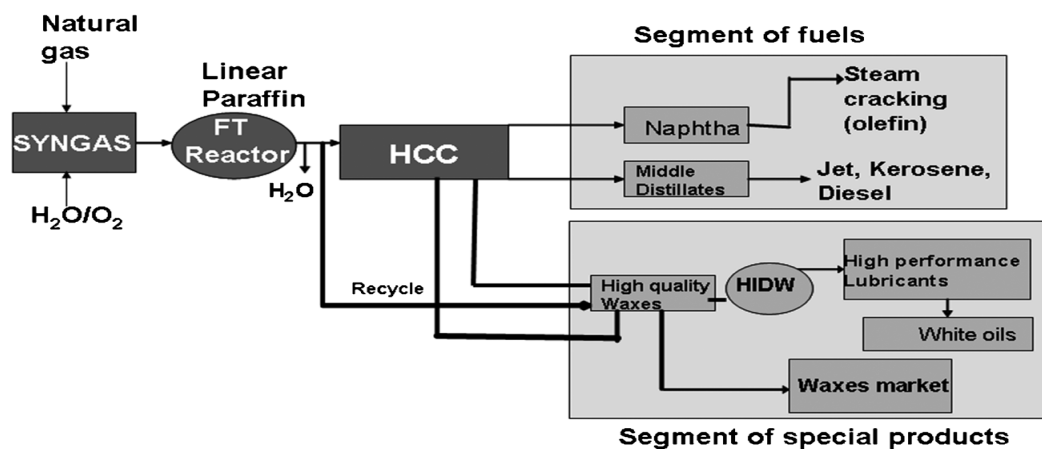 Natural
gas
SYNGAS
H₂O/O₂
Linear
Paraffin
FT
Reactor
H₂O
HCC
Recycle
Segment of fuels
Naphtha
Steam
cracking
(olefin)
Middle
Distillates
Jet, Kerosene,
Diesel
High quality
Waxes
HIDW
High performance
Lubricants
White oils
Waxes market
Segment of special products